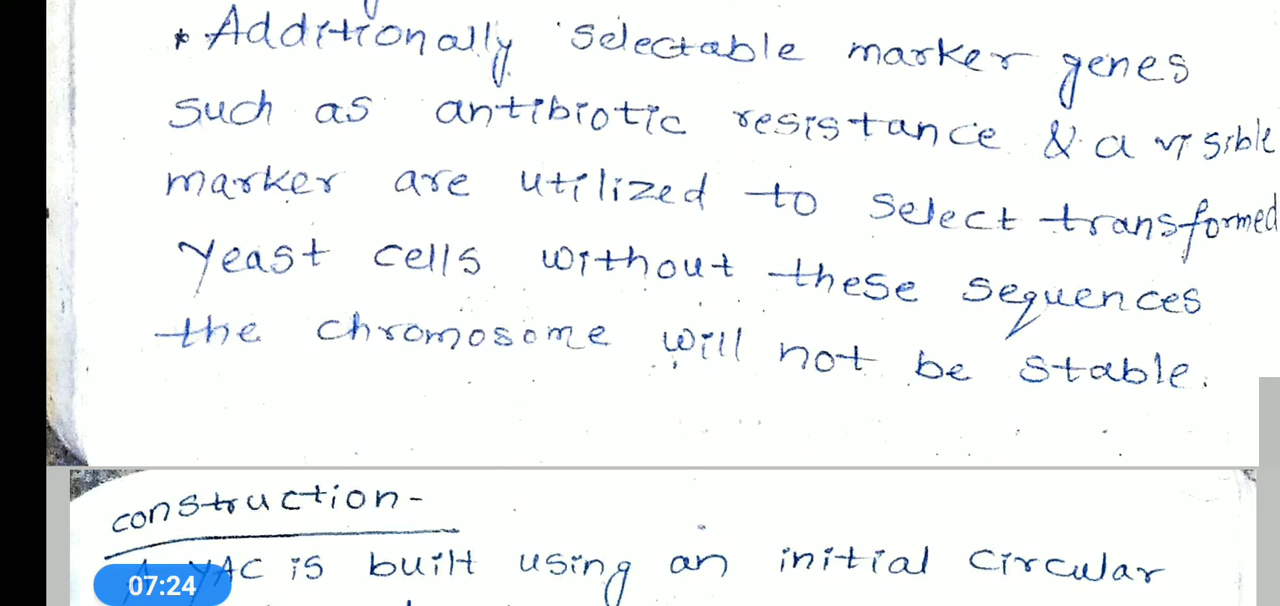 * Additionally selectable marker genes
such as antibiotic resistance & a visible
marker are utilized to select transformed
yeast cells without these sequences
the chromosome will not be stable.
construction-
A YAC is built using an initial circular
07:24